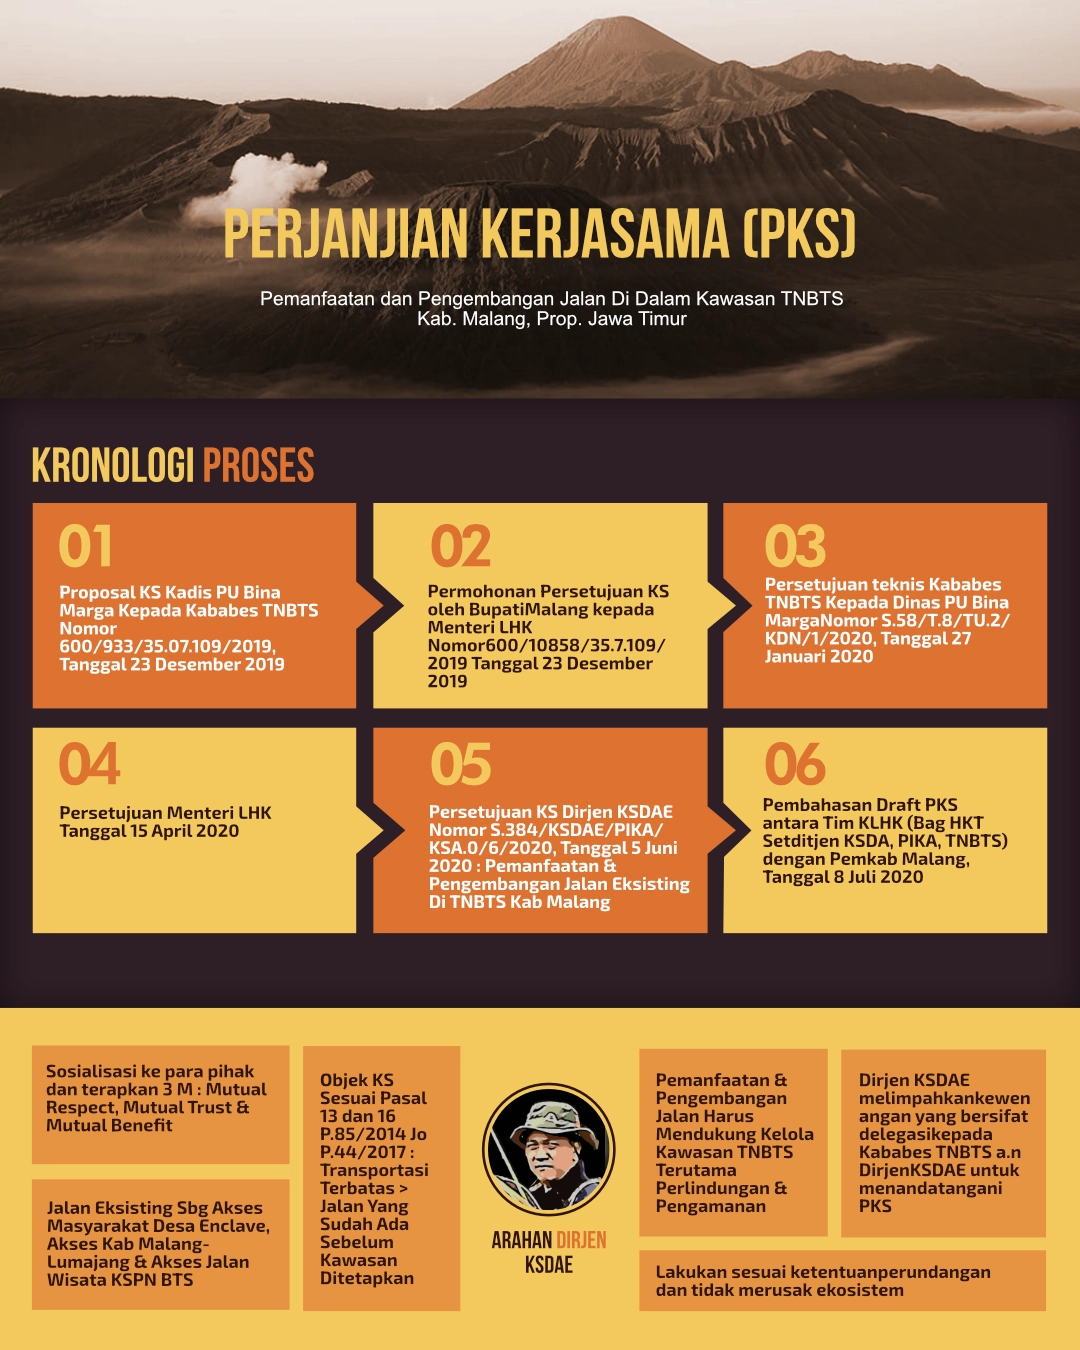 PERJANJIAN KERJASAMA (PKS)
Pemanfaatan dan Pengembangan Jalan Di Dalam Kawasan TNBTS
Kab. Malang, Prop. Jawa Timur
KRONOLOGI PROSES
01
Proposal KS Kadis PU Bina
Marga Kepada Kababes TNBTS
Nomor
600/933/35.07.109/2019,
Tanggal 23 Desember 2019
02
Permohonan Persetujuan KS
oleh BupatiMalang kepada
Menteri LHK
Nomor600/10858/35.7.109/
2019 Tanggal 23 Desember
2019
03
Persetujuan teknis Kababes
TNBTS Kepada Dinas PU Bina
MargaNomor S.58/T.8/TU.2/
KDN/1/2020, Tanggal 27
Januari 2020
04
Persetujuan Menteri LHK
Tanggal 15 April 2020
05
Persetujuan KS Dirjen KSDAE
Nomor S.384/KSDAE/PIKA/
KSA.0/6/2020, Tanggal 5 Juni
2020 : Pemanfaatan &
Pengembangan Jalan Eksisting
Di TNBTS Kab Malang
06
Pembahasan Draft PKS
antara Tim KLHK (Bag HKT
Setditjen KSDA, PIKA, TNBTS)
dengan Pemkab Malang,
Tanggal 8 Juli 2020
Sosialisasi ke para pihak
dan terapkan 3 M : Mutual
Respect, Mutual Trust &
Mutual Benefit
Jalan Eksisting Sbg Akses
Masyarakat Desa Enclave,
Akses Kab Malang-
Lumajang & Akses Jalan
Wisata KSPN BTS
Objek KS
Sesuai Pasal
13 dan 16
P.85/2014 Jo
P.44/2017 :
Transportasi
Terbatas >
Jalan Yang
Sudah Ada
Sebelum
Kawasan
Ditetapkan
ARAHAN DIRJEN
KSDAE
Pemanfaatan &
Pengembangan
Jalan Harus
Mendukung Kelola
Kawasan TNBTS
Terutama
Perlindungan &
Pengamanan
Dirjen KSDAE
melimpahkankewen
angan yang bersifat
delegasikepada
Kababes TNBTS a.n
DirjenKSDAE untuk
menandatangani
PKS
Lakukan sesuai ketentuanperundangan
dan tidak merusak ekosistem